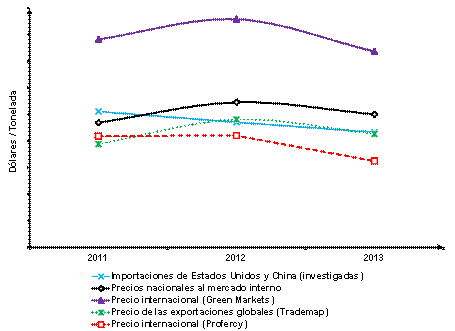 Dólares / Tonelada
2011
2012
2013
Importaciones de Estados Unidos y China (investigadas)
Precios nacionales al mercado interno
Precio internacional (Green Markets)
Precio de las exportaciones globales (Trademap)
Precio internacional (Profercy)